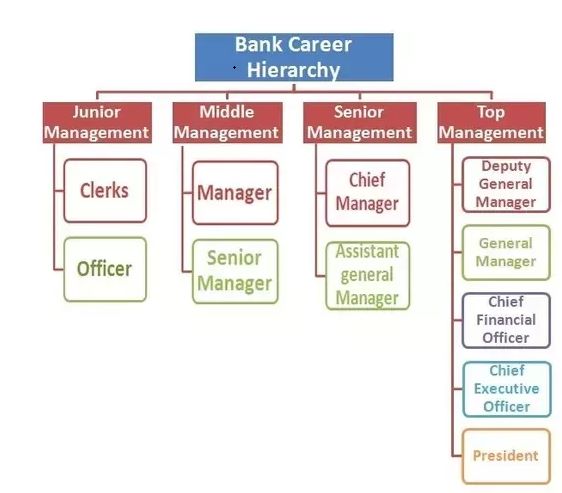 Bank Career
Hierarchy
Junior
Management
Middle
Management
Senior
Management
Top
Management
Clerks
Officer
Manager
Senior
Manager
Chief
Manager
Assistant
general
Manager
Deputy
General
Manager
General
Manager
Chief
Financial
Officer
Chief
Executive
Officer
President